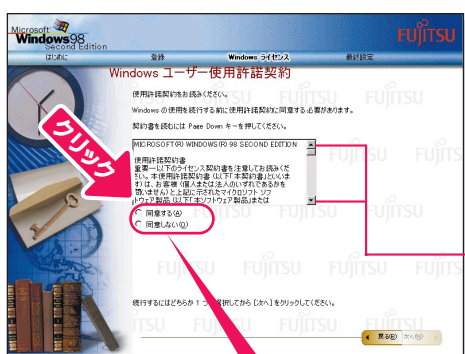 Microsoft
Windows98
Second Edition
FUJITSU
はじめに 登録 Windows ライセンス 最終設定
Windows ユーザー使用許諾契約
使用許諾契約をお読みください。
Windows の使用を続行する前に使用許諾契約に同意する必要があります。
契約書を読むには Page Down キーを押してください。
MICROSOFT(R) WINDOWS(R) 98 SECOND EDITION
使用許諾契約書
重要－以下のライセンス契約書を注意してお読みくだ
さい。本使用許諾契約書（以下「本契約書」といいま
す）は、お客様（個人または法人のいずれであるかを
問いません）と上記に示されたマイクロソフト ソフ
トウェア製品（以下「本ソフトウェア製品」または
クリック
同意する(A)
同意しない(D)
続行するにはどちらか 1 つを選択してから [次へ] をクリックしてください。
戻る(B) 次へ(N)